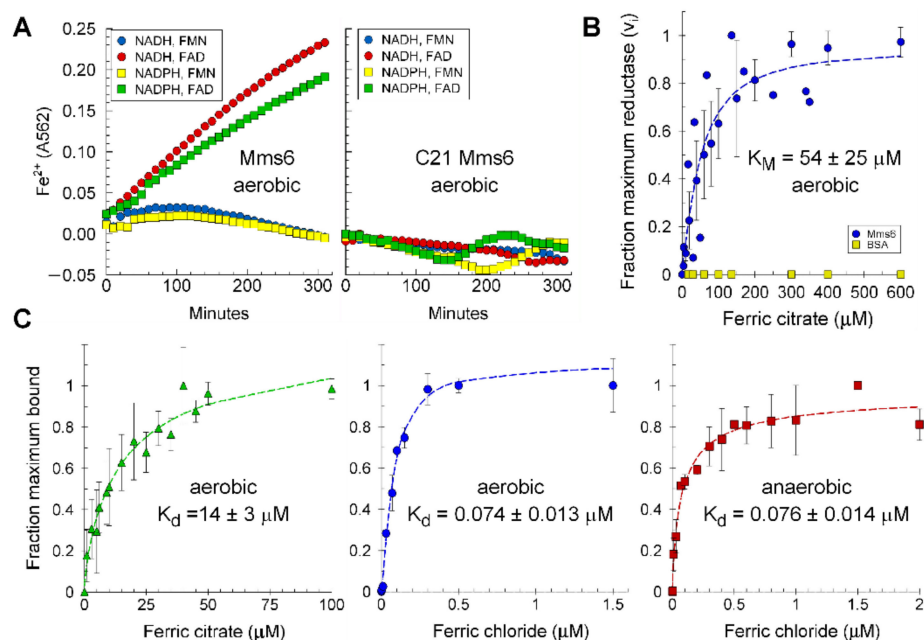 A
Fe²⁺ (A562)
0.25
0.20
0.15
0.10
0.05
0.00
−0.05
NADH, FMN
NADH, FAD
NADPH, FMN
NADPH, FAD
Mms6
aerobic
0 100 200 300
Minutes
NADH, FMN
NADH, FAD
NADPH, FMN
NADPH, FAD
C21 Mms6
aerobic
0 100 200 300
Minutes
B
Fraction maximum reductase (vᵢ)
1
0.8
0.6
0.4
0.2
0
K_M = 54 ± 25 μM
aerobic
Mms6
BSA
0 100 200 300 400 500 600
Ferric citrate (μM)
C
Fraction maximum bound
1
0.8
0.6
0.4
0.2
0
aerobic
K_d =14 ± 3 μM
0 25 50 75 100
Ferric citrate (μM)
1
0.8
0.6
0.4
0.2
0
aerobic
K_d = 0.074 ± 0.013 μM
0 0.5 1 1.5
Ferric chloride (μM)
1
0.8
0.6
0.4
0.2
0
anaerobic
K_d = 0.076 ± 0.014 μM
0 0.5 1 1.5 2
Ferric chloride (μM)